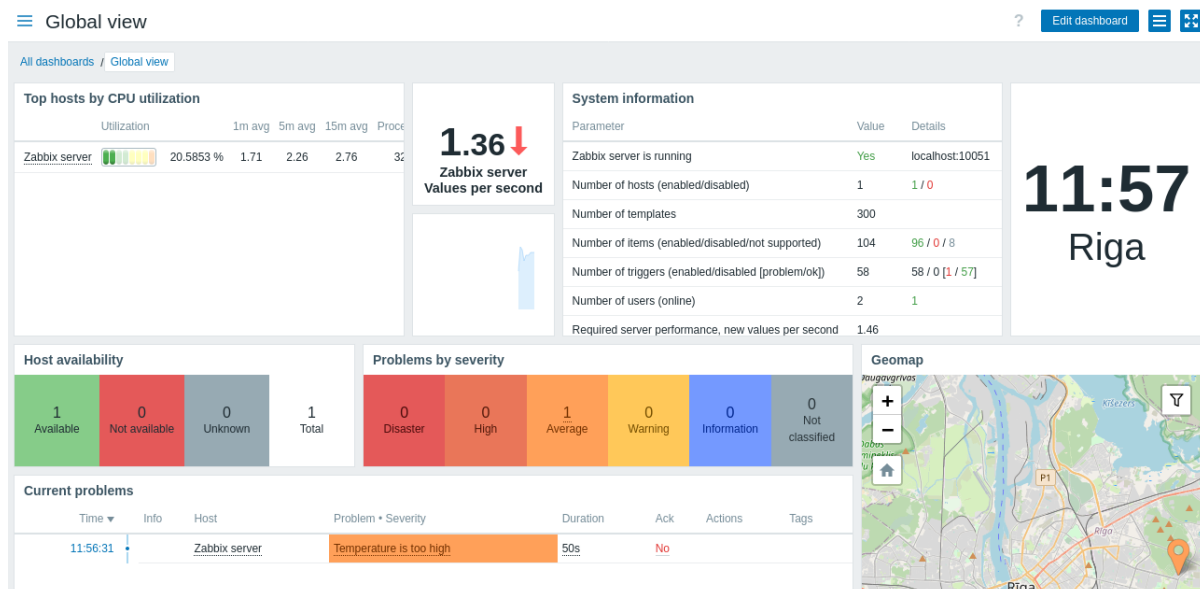 Global view
?
Edit dashboard
All dashboards / Global view
Top hosts by CPU utilization
Utilization 1m avg 5m avg 15m avg Proce
Zabbix server 20.5853 % 1.71 2.26 2.76 32
1.36
Zabbix server
Values per second
System information
Parameter Value Details
Zabbix server is running Yes localhost:10051
Number of hosts (enabled/disabled) 1 1 / 0
Number of templates 300
Number of items (enabled/disabled/not supported) 104 96 / 0 / 8
Number of triggers (enabled/disabled [problem/ok]) 58 58 / 0 [1 / 57]
Number of users (online) 2 1
Required server performance, new values per second 1.46
11:57
Riga
Host availability
1 0 0 1
Available Not available Unknown Total
Problems by severity
0 0 1 0 0 0
Disaster High Average Warning Information Not
classified
Geomap
+
−
Ķīšezers
P1
Rīga
Rīga
Current problems
Time Info Host Problem • Severity Duration Ack Actions Tags
11:56:31 Zabbix server Temperature is too high 50s No